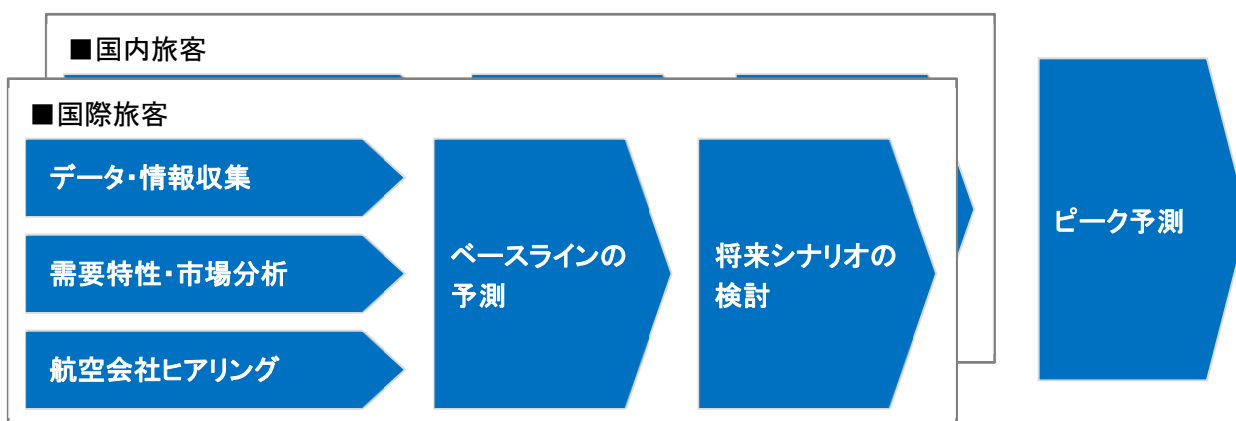 ■国内旅客
■国際旅客
データ・情報収集
需要特性・市場分析
航空会社ヒアリング
ベースラインの
予測
将来シナリオの
検討
ピーク予測